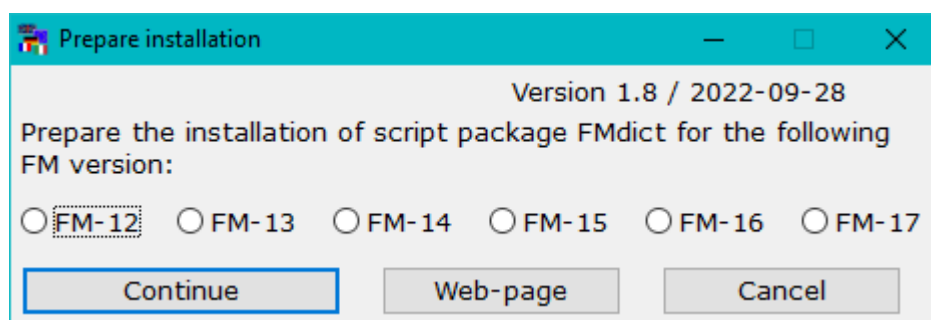 Prepare installation
Version 1.8 / 2022-09-28
Prepare the installation of script package FMdict for the following
FM version:
FM-12 FM-13 FM-14 FM-15 FM-16 FM-17
Continue Web-page Cancel